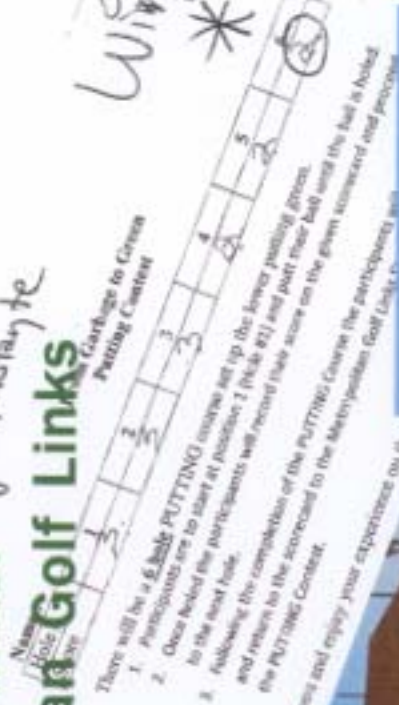 Wi
*
an Golf Links
Garbage to Green
Putting Contest
Name
Hole 1 2 3 4 5
Score 3 3 3 2 2 2
There will be a 6 hole PUTTING course set up the lower putting green.
1. Participants are to start at position 1 (Hole #1) and putt their ball until the ball is holed.
2. Once holed the participants will record their score on the given scorecard and proceed
to the next hole.
3. Following the completion of the PUTTING Course the participants will
and return to the scorecard to the Metropolitan Golf Links
the PUTTING Contest.
and enjoy your experience